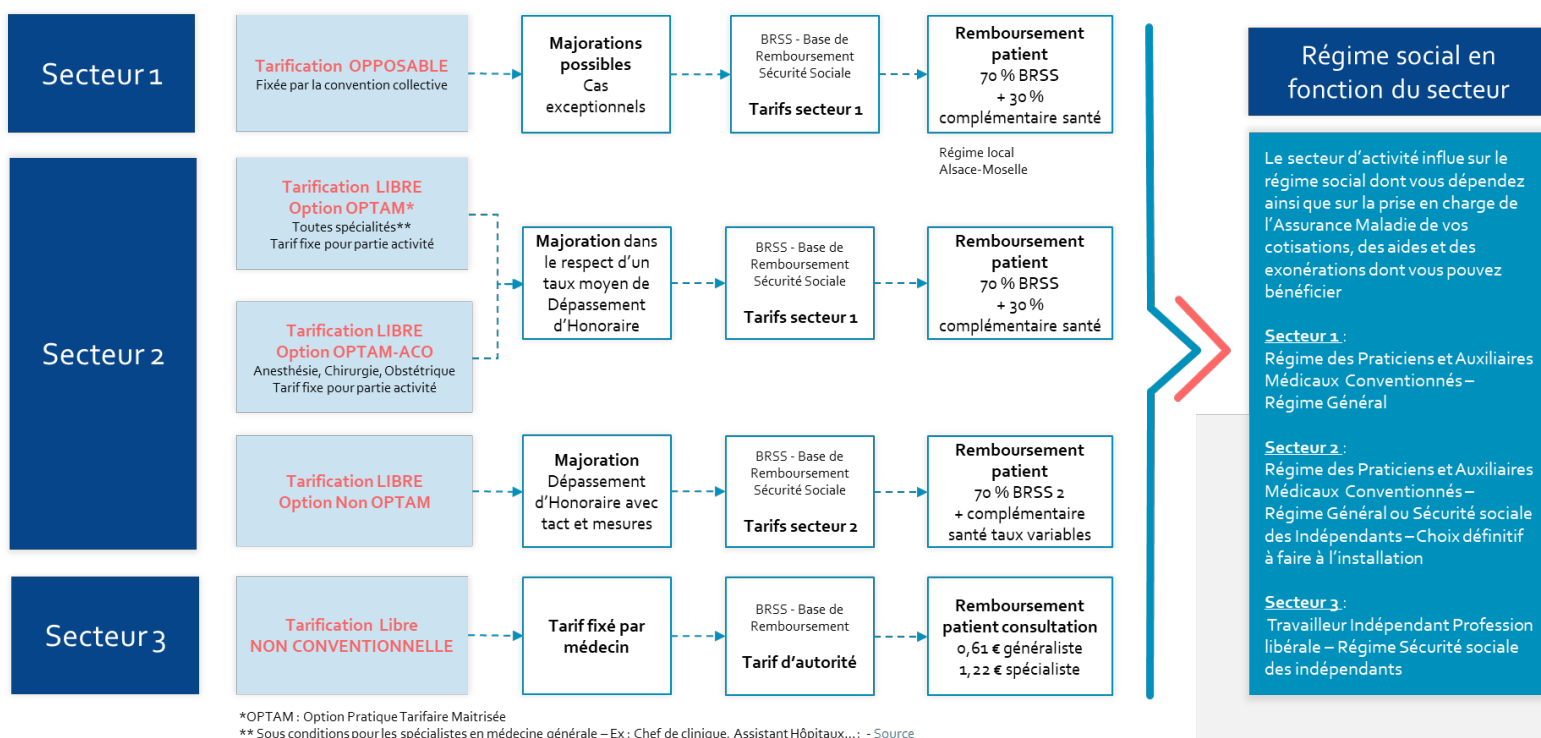 Secteur 1
Tarification OPPOSABLE
Fixée par la convention collective
Majorations
possibles
Cas
exceptionnels
BRSS - Base de
Remboursement
Sécurité Sociale
Tarifs secteur 1
Remboursement
patient
70 % BRSS
+ 30 %
complémentaire santé
Régime local
Alsace-Moselle
Secteur 2
Tarification LIBRE
Option OPTAM*
Toutes spécialités**
Tarif fixe pour partie activité
Tarification LIBRE
Option OPTAM-ACO
Anesthésie, Chirurgie, Obstétrique
Tarif fixe pour partie activité
Majoration dans
le respect d'un
taux moyen de
Dépassement
d'Honoraire
BRSS - Base de
Remboursement
Sécurité Sociale
Tarifs secteur 1
Remboursement
patient
70 % BRSS
+ 30 %
complémentaire santé
Tarification LIBRE
Option Non OPTAM
Majoration
Dépassement
d'Honoraire avec
tact et mesures
BRSS - Base de
Remboursement
Sécurité Sociale
Tarifs secteur 2
Remboursement
patient
70 % BRSS 2
+ complémentaire
santé taux variables
Secteur 3
Tarification Libre
NON CONVENTIONNELLE
Tarif fixé par
médecin
BRSS - Base de
Remboursement
Tarif d'autorité
Remboursement
patient consultation
0,61 € généraliste
1,22 € spécialiste
*OPTAM : Option Pratique Tarifaire Maitrisée
** Sous conditions pour les spécialistes en médecine générale – Ex : Chef de clinique, Assistant Hôpitaux... ; - Source
Régime social en
fonction du secteur
Le secteur d'activité influe sur le
régime social dont vous dépendez
ainsi que sur la prise en charge de
l'Assurance Maladie de vos
cotisations, des aides et des
exonérations dont vous pouvez
bénéficier
Secteur 1 :
Régime des Praticiens et Auxiliaires
Médicaux Conventionnés –
Régime Général
Secteur 2 :
Régime des Praticiens et Auxiliaires
Médicaux Conventionnés –
Régime Général ou Sécurité sociale
des Indépendants – Choix définitif
à faire à l'installation
Secteur 3 :
Travailleur Indépendant Profession
libérale – Régime Sécurité sociale
des indépendants